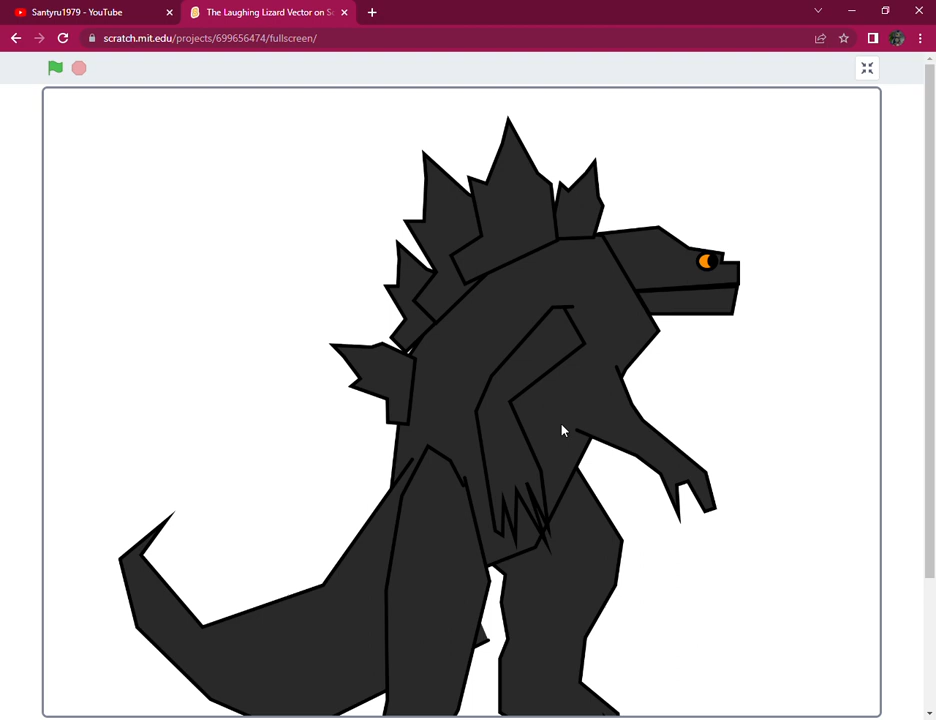 Santyru1979 - YouTube
The Laughing Lizard Vector on Sc
scratch.mit.edu/projects/699656474/fullscreen/